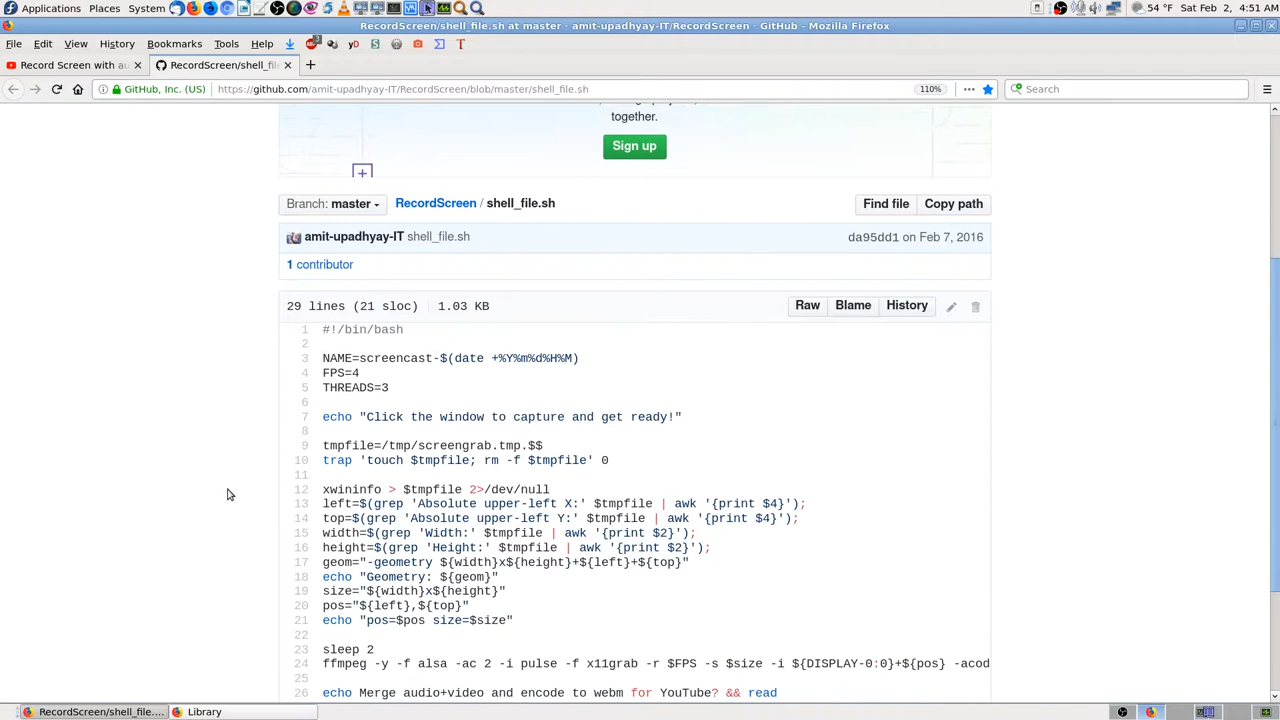 Applications Places System
54 °F Sat Feb 2, 4:51 AM
RecordScreen/shell_file.sh at master · amit-upadhyay-IT/RecordScreen · GitHub - Mozilla Firefox
File Edit View History Bookmarks Tools Help
Record Screen with au
RecordScreen/shell_fil
GitHub, Inc. (US) https://github.com/amit-upadhyay-IT/RecordScreen/blob/master/shell_file.sh 110% Search
together.
Sign up
Branch: master RecordScreen / shell_file.sh Find file Copy path
amit-upadhyay-IT shell_file.sh da95dd1 on Feb 7, 2016
1 contributor
29 lines (21 sloc) 1.03 KB Raw Blame History
1 #!/bin/bash
2
3 NAME=screencast-$(date +%Y%m%d%H%M)
4 FPS=4
5 THREADS=3
6
7 echo "Click the window to capture and get ready!"
8
9 tmpfile=/tmp/screengrab.tmp.$$
10 trap 'touch $tmpfile; rm -f $tmpfile' 0
11
12 xwininfo > $tmpfile 2>/dev/null
13 left=$(grep 'Absolute upper-left X:' $tmpfile | awk '{print $4}');
14 top=$(grep 'Absolute upper-left Y:' $tmpfile | awk '{print $4}');
15 width=$(grep 'Width:' $tmpfile | awk '{print $2}');
16 height=$(grep 'Height:' $tmpfile | awk '{print $2}');
17 geom="-geometry ${width}x${height}+${left}+${top}"
18 echo "Geometry: ${geom}"
19 size="${width}x${height}"
20 pos="${left},${top}"
21 echo "pos=$pos size=$size"
22
23 sleep 2
24 ffmpeg -y -f alsa -ac 2 -i pulse -f x11grab -r $FPS -s $size -i ${DISPLAY-0:0}+${pos} -acod
25
26 echo Merge audio+video and encode to webm for YouTube? && read
RecordScreen/shell_file.... Library